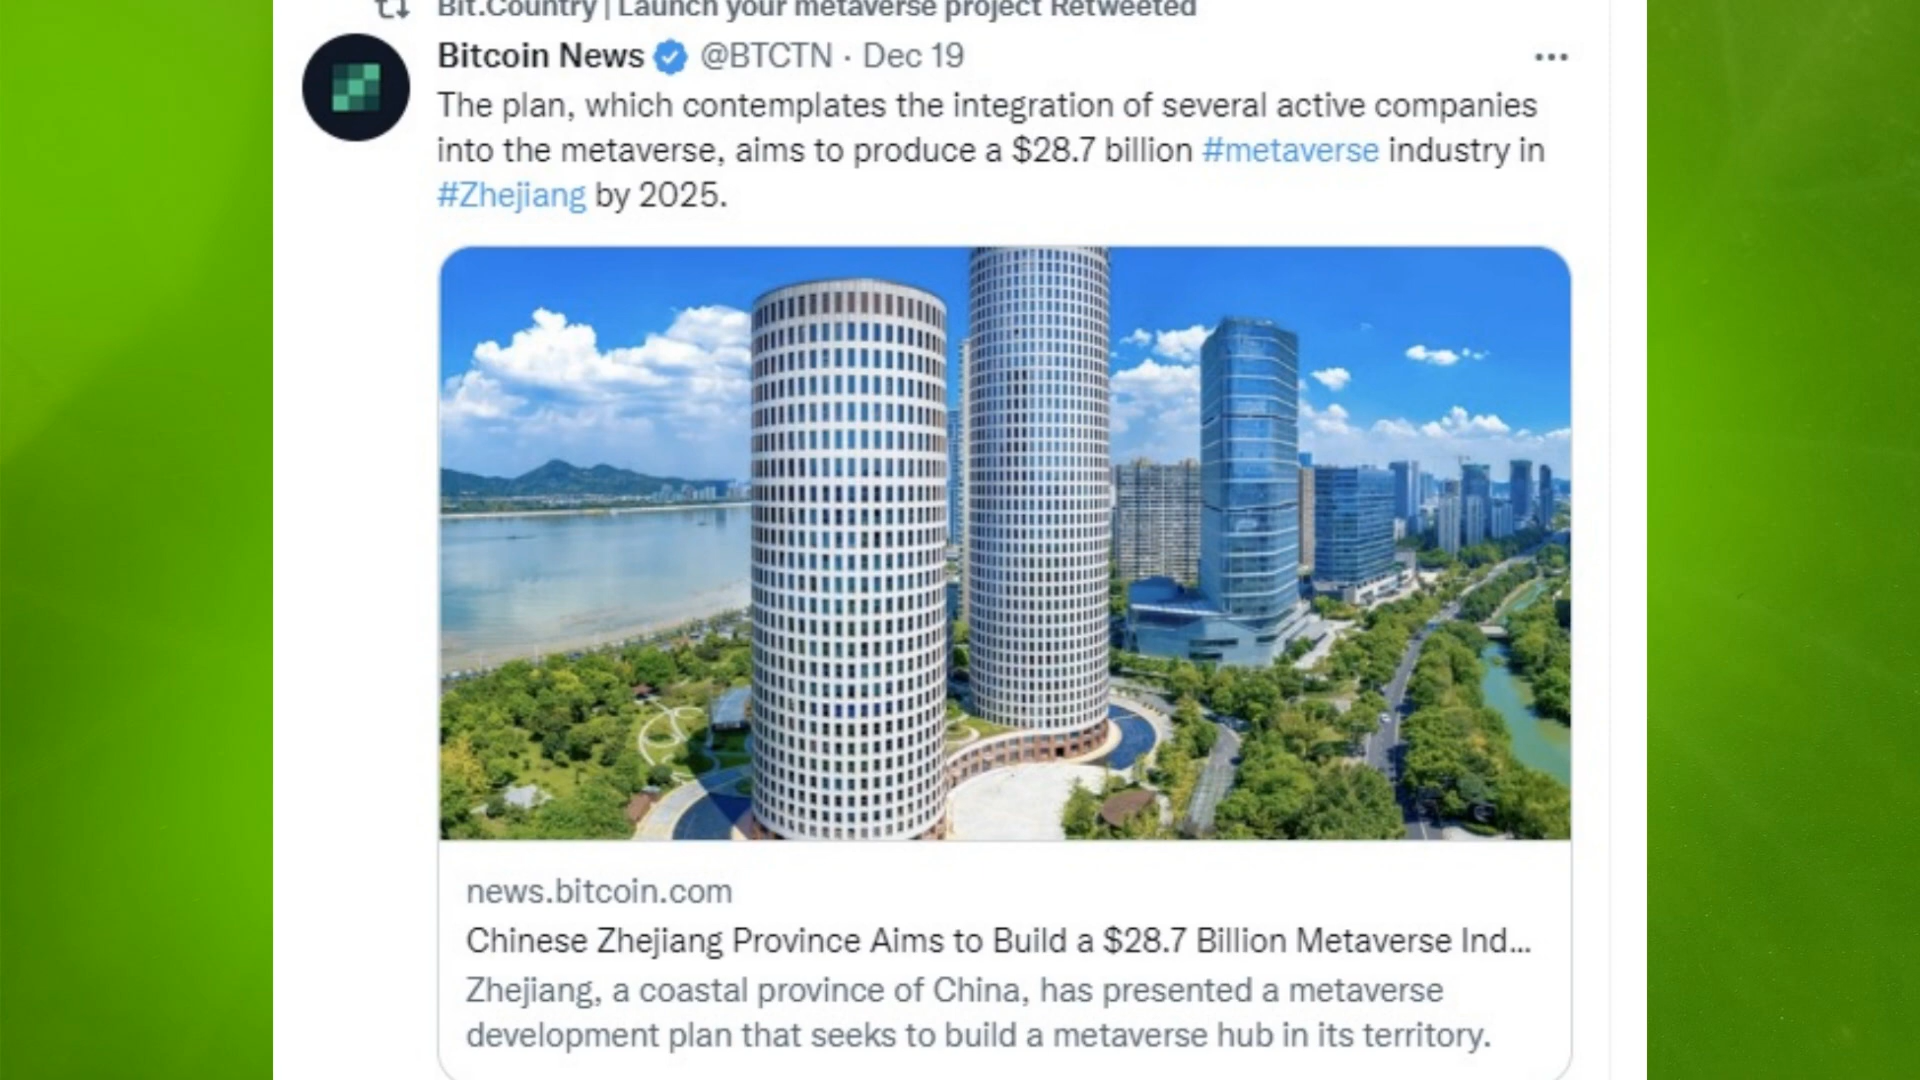 Bit.Country | Launch your metaverse project Retweeted
Bitcoin News @BTCTN · Dec 19
The plan, which contemplates the integration of several active companies
into the metaverse, aims to produce a $28.7 billion #metaverse industry in
#Zhejiang by 2025.
news.bitcoin.com
Chinese Zhejiang Province Aims to Build a $28.7 Billion Metaverse Ind...
Zhejiang, a coastal province of China, has presented a metaverse
development plan that seeks to build a metaverse hub in its territory.